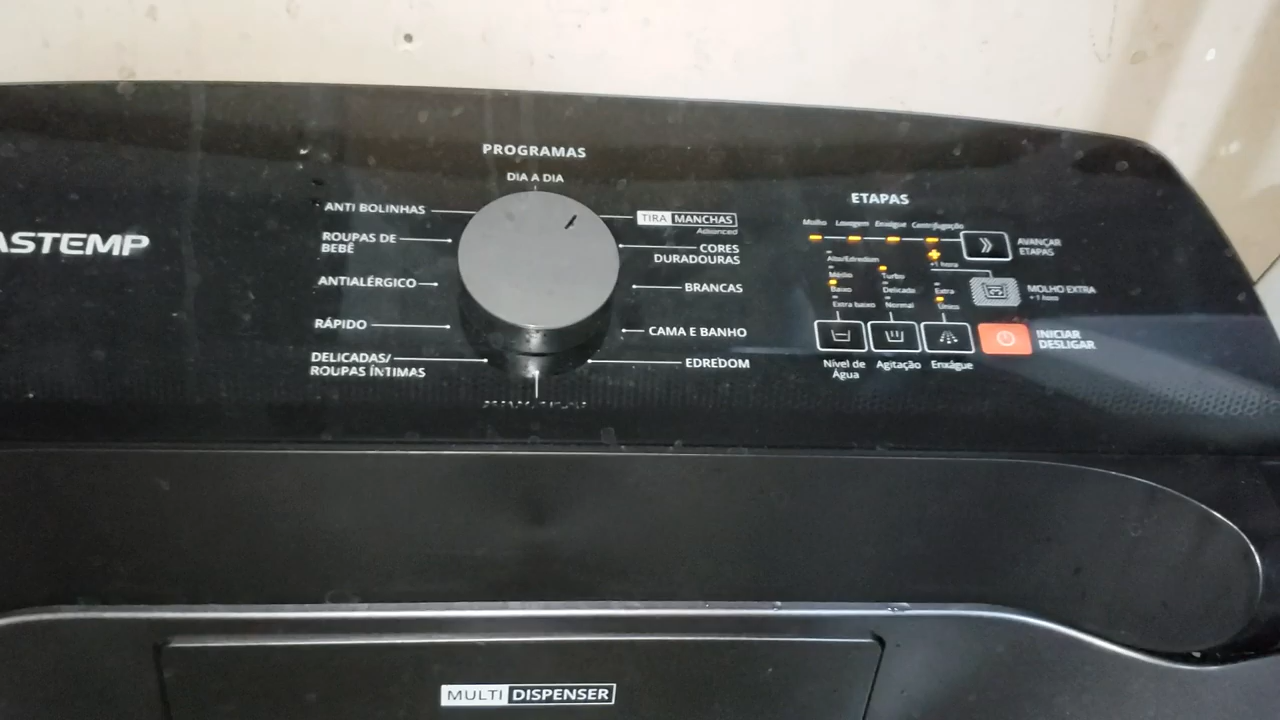 PROGRAMAS
DIA A DIA
ASTEMP
ANTI BOLINHAS
ROUPAS DE
BEBÊ
ANTIALÉRGICO
RÁPIDO
DELICADAS/
ROUPAS ÍNTIMAS
TIRA MANCHAS
Advanced
CORES
DURADOURAS
BRANCAS
CAMA E BANHO
EDREDOM
ETAPAS
Molho Lavagem Enxágue Centrifugação
AVANÇAR
ETAPAS
+1 hora
Alto/Edredom
Médio
Baixo
Extra baixo
Turbo
Delicado
Normal
Extra
Único
MOLHO EXTRA
+1 hora
INICIAR
DESLIGAR
Nível de
Água
Agitação
Enxágue
MULTI DISPENSER